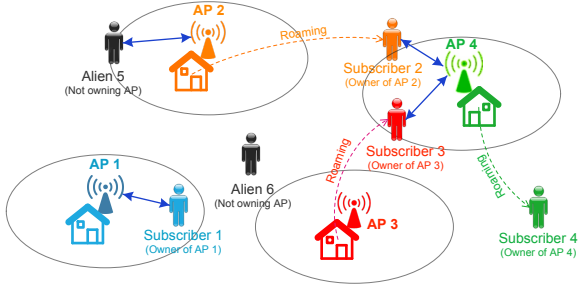 AP 2
Roaming
AP 4
Alien 5
(Not owning AP)
Subscriber 2
(Owner of AP 2)
AP 1
Subscriber 3
(Owner of AP 3)
Roaming
Roaming
Alien 6
(Not owning AP)
Subscriber 1
(Owner of AP 1)
AP 3
Subscriber 4
(Owner of AP 4)